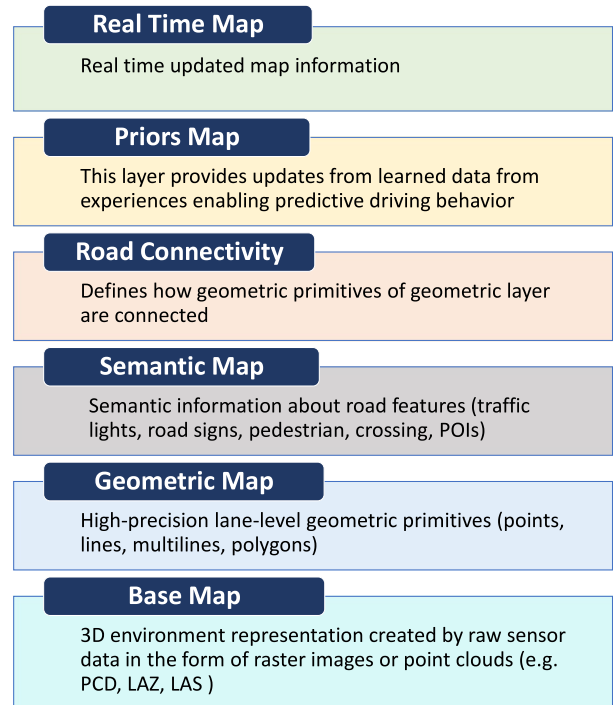 Real Time Map
Real time updated map information
Priors Map
This layer provides updates from learned data from
experiences enabling predictive driving behavior
Road Connectivity
Defines how geometric primitives of geometric layer
are connected
Semantic Map
Semantic information about road features (traffic
lights, road signs, pedestrian, crossing, POIs)
Geometric Map
High-precision lane-level geometric primitives (points,
lines, multilines, polygons)
Base Map
3D environment representation created by raw sensor
data in the form of raster images or point clouds (e.g.
PCD, LAZ, LAS )